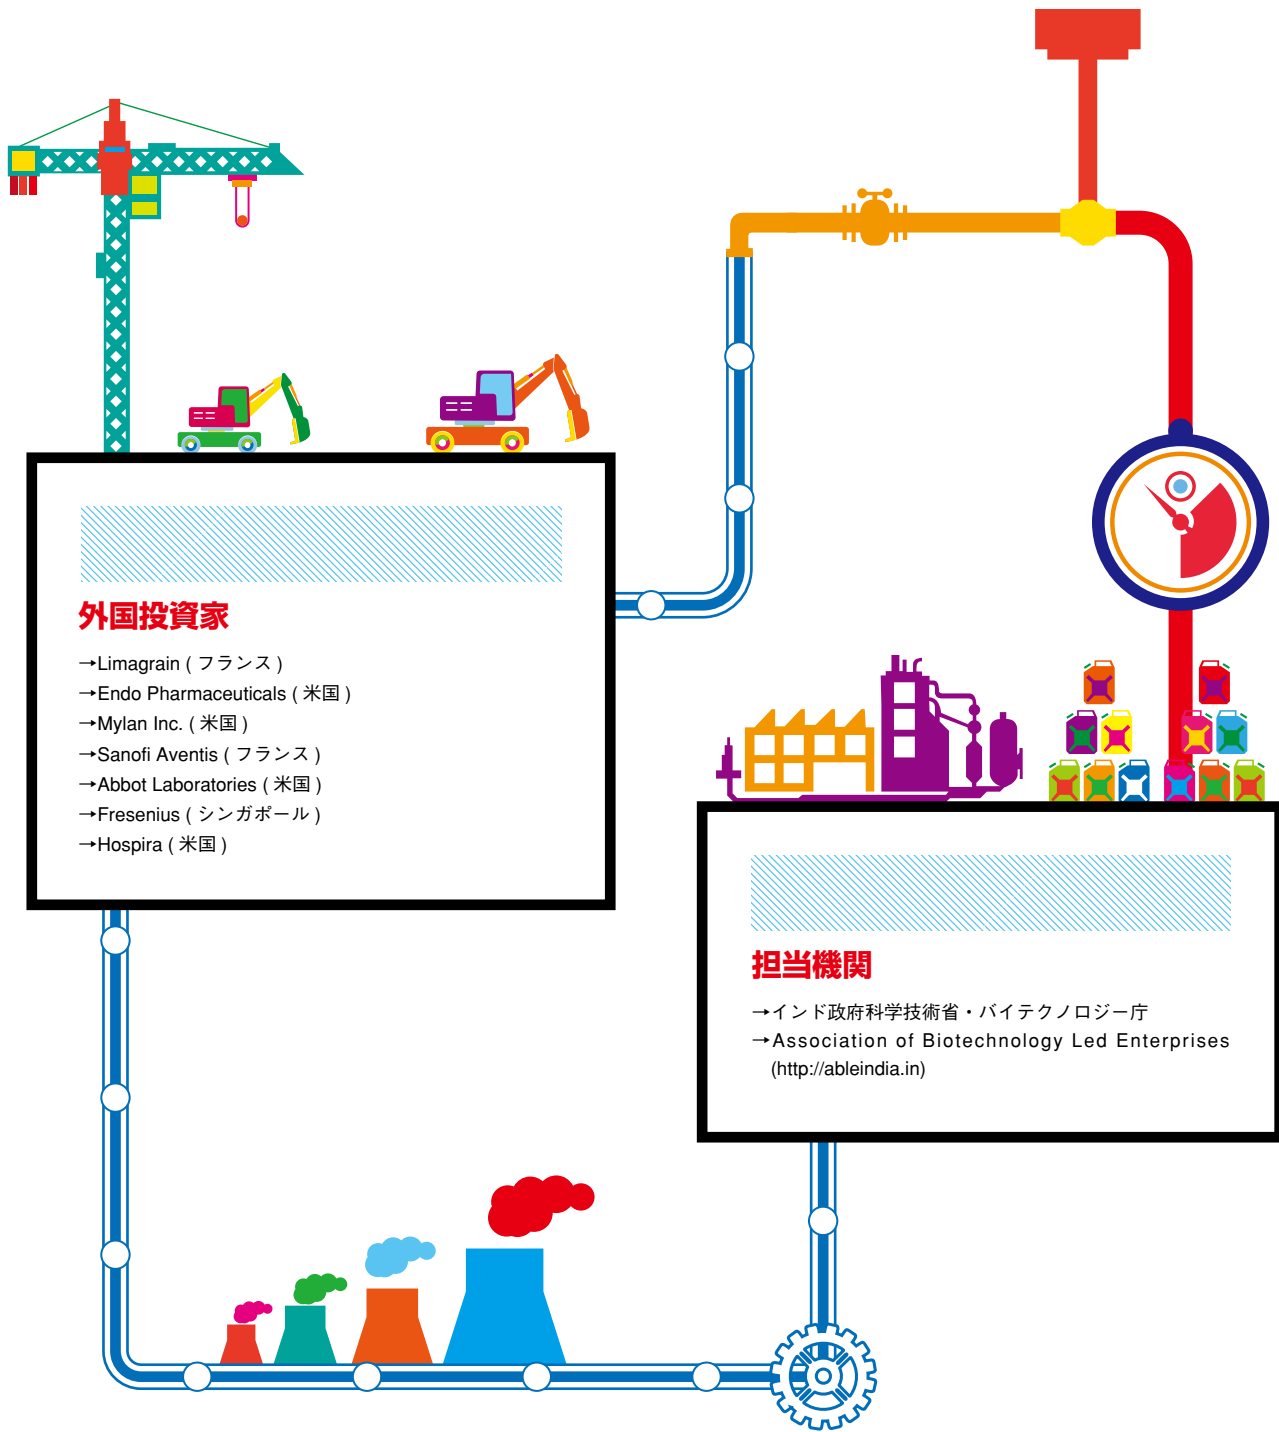 外国投資家
→Limagrain ( フランス )
→Endo Pharmaceuticals ( 米国 )
→Mylan Inc. ( 米国 )
→Sanofi Aventis ( フランス )
→Abbot Laboratories ( 米国 )
→Fresenius ( シンガポール )
→Hospira ( 米国 )
担当機関
→インド政府科学技術省・バイテクノロジー庁
→Association of Biotechnology Led Enterprises
(http://ableindia.in)